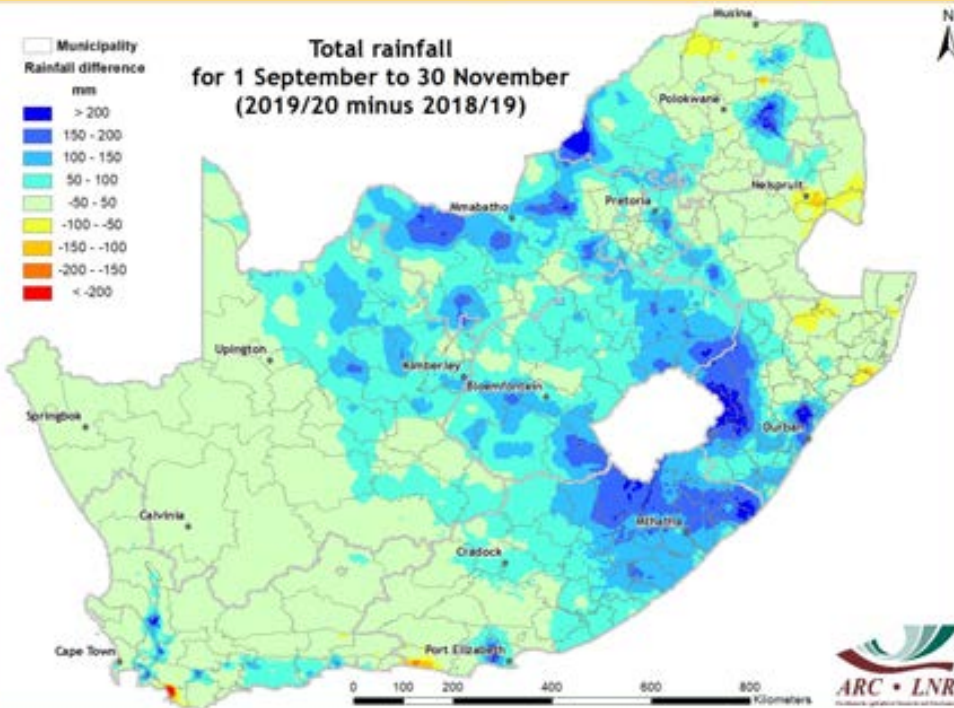 Total rainfall
for 1 September to 30 November
(2019/20 minus 2018/19)
Municipality
Rainfall difference
mm
> 200
150 - 200
100 - 150
50 - 100
-50 - 50
-100 - -50
-150 - -100
-200 - -150
< -200
N
Musina
Polokwane
Nelspruit
Pretoria
Mmabatho
Upington
Kimberley
Bloemfontein
Springbok
Durban
Calvinia
Mthatha
Cradock
Cape Town
Port Elizabeth
0 100 200 400 600 800
Kilometers
ARC • LNR